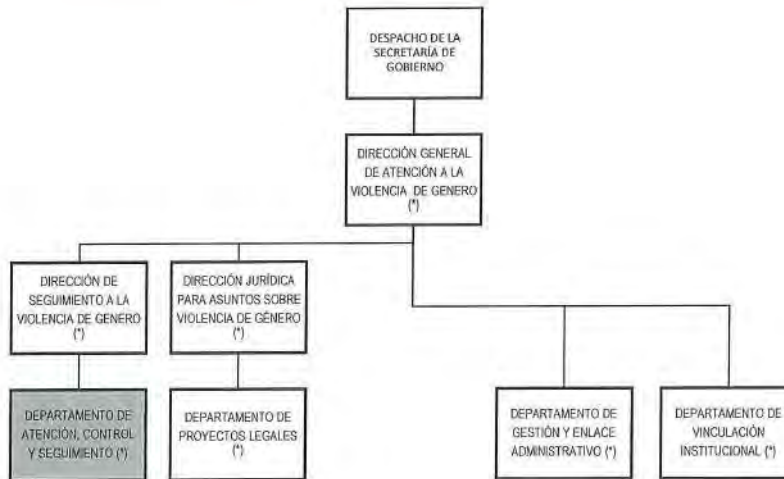 DESPACHO DE LA
SECRETARÍA DE
GOBIERNO
DIRECCIÓN GENERAL
DE ATENCIÓN A LA
VIOLENCIA DE GENERO
(*)
DIRECCIÓN DE
SEGUIMIENTO A LA
VIOLENCIA DE GENERO
(*)
DIRECCIÓN JURÍDICA
PARA ASUNTOS SOBRE
VIOLENCIA DE GÉNERO
(*)
DEPARTAMENTO DE
ATENCIÓN, CONTROL
Y SEGUIMIENTO (*)
DEPARTAMENTO DE
PROYECTOS LEGALES
(*)
DEPARTAMENTO DE
GESTIÓN Y ENLACE
ADMINISTRATIVO (*)
DEPARTAMENTO DE
VINCULACIÓN
INSTITUCIONAL (*)